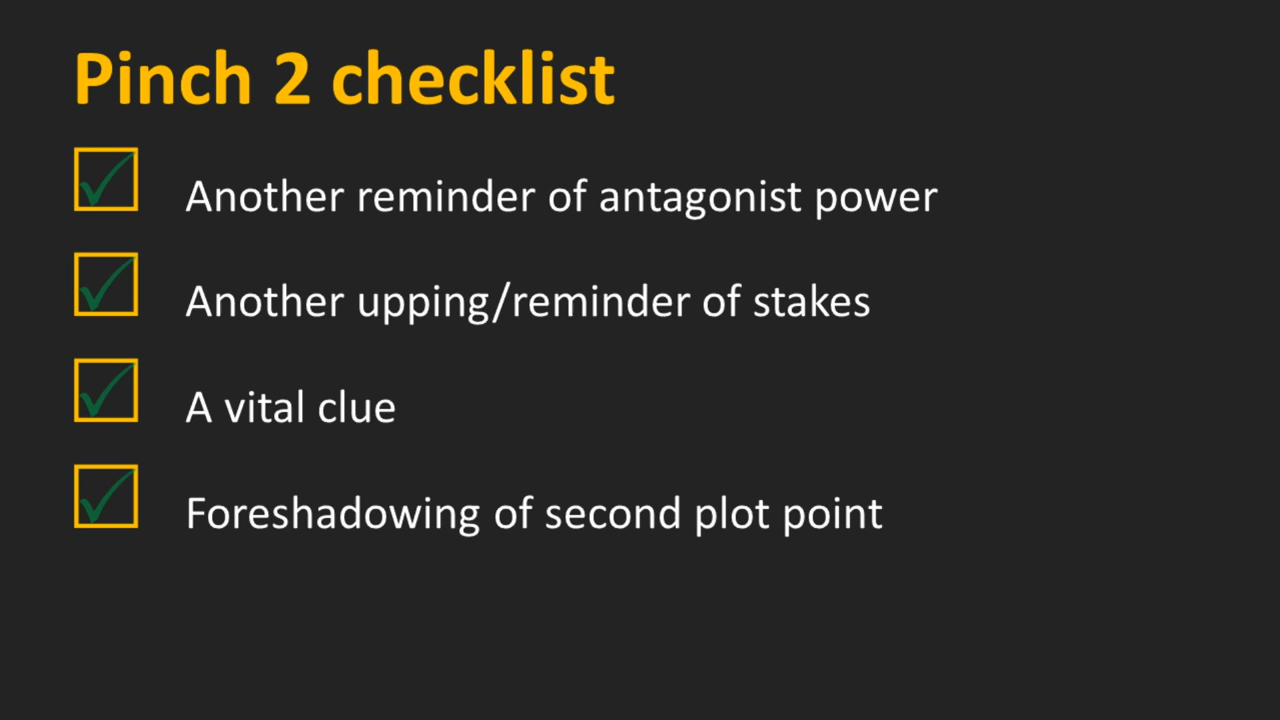 Pinch 2 checklist
Another reminder of antagonist power
Another upping/reminder of stakes
A vital clue
Foreshadowing of second plot point